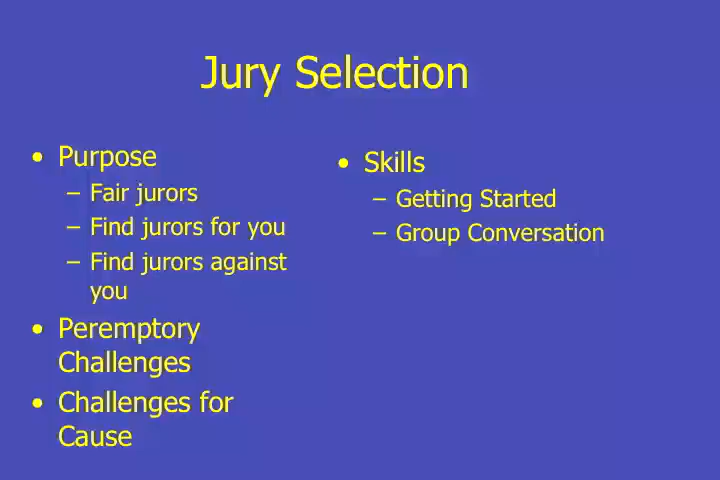 Jury Selection
• Purpose
– Fair jurors
– Find jurors for you
– Find jurors against
you
• Peremptory
Challenges
• Challenges for
Cause
• Skills
– Getting Started
– Group Conversation